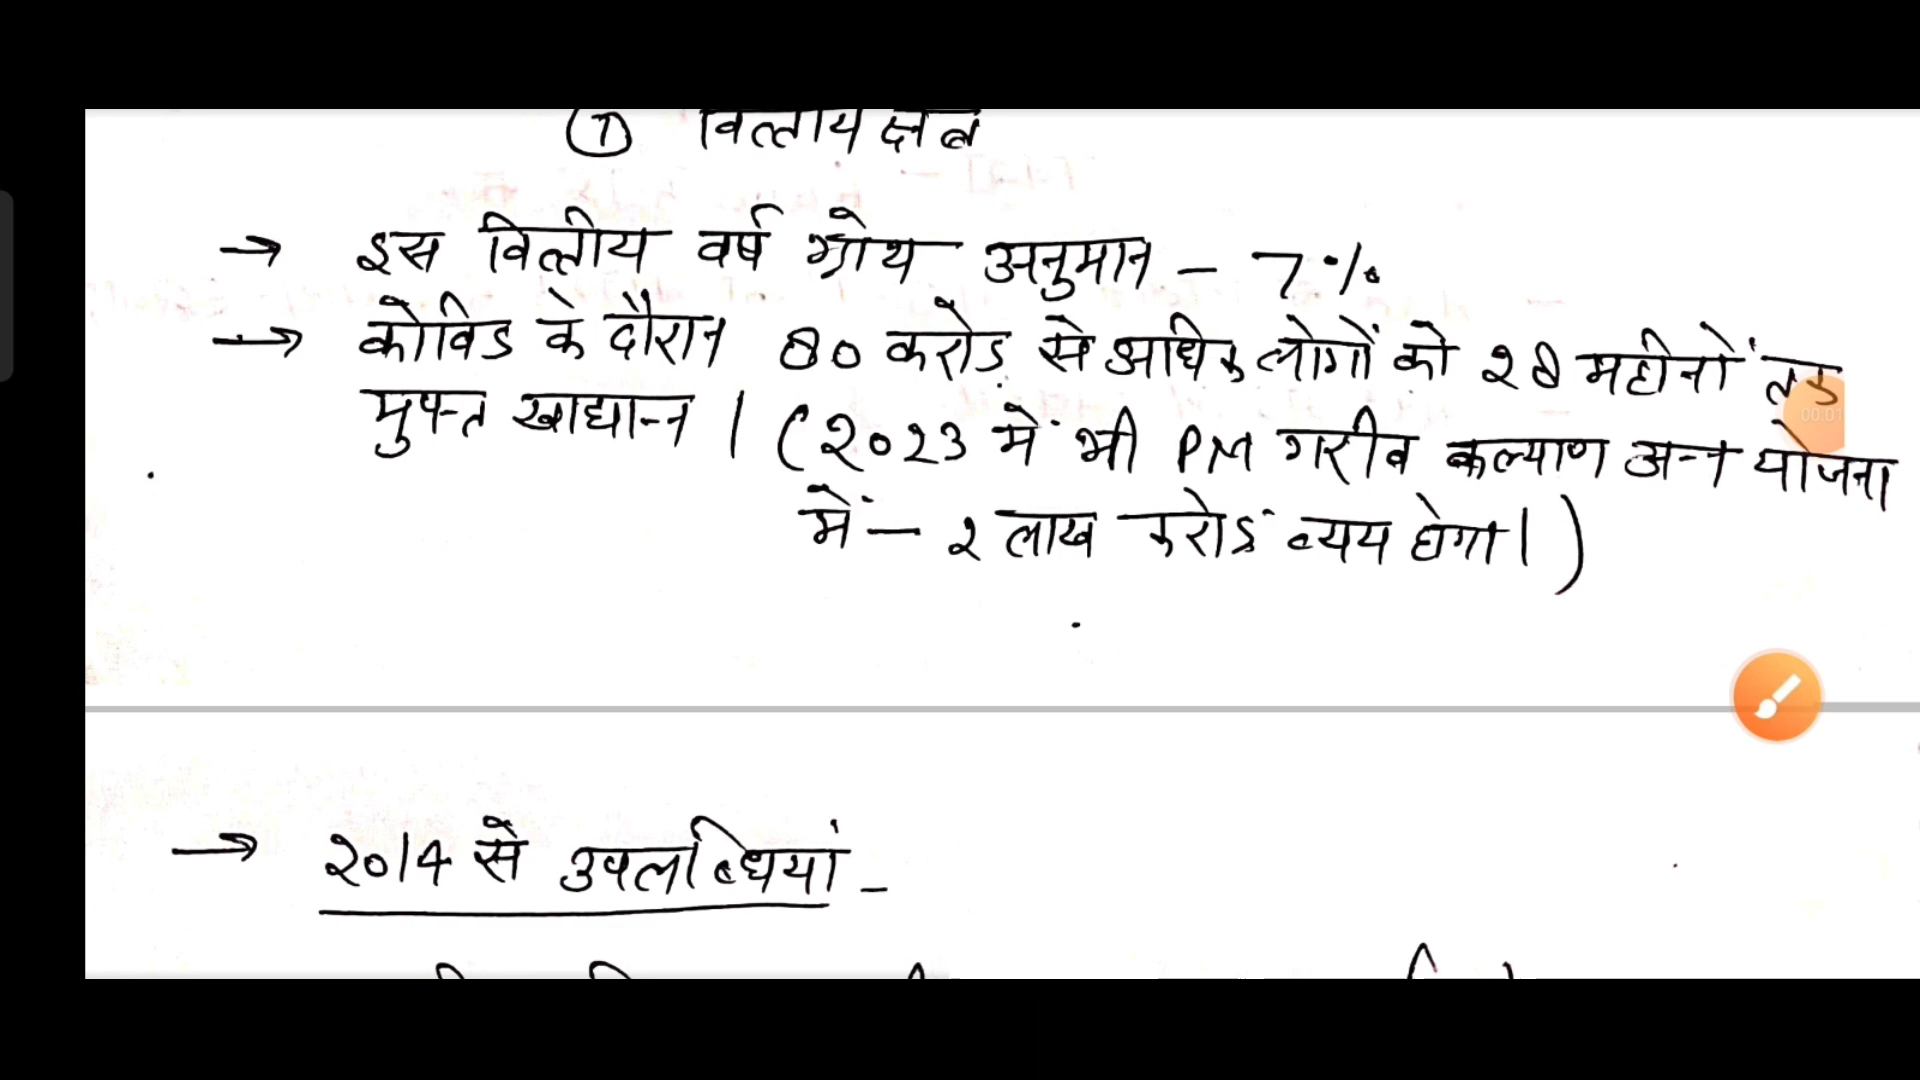 ⑦ वित्तीय क्षेत्र
→ इस वित्तीय वर्ष ग्रोथ अनुमान - 7%
→ कोविड के दौरान 80 करोड़ से अधिक लोगों को 28 महीनों तक
मुफ्त खाद्यान्न । (2023 में भी PM गरीब कल्याण अन्न योजना
में - 2 लाख करोड़ व्यय होगा। )
→ 2014 से उपलब्धियां -